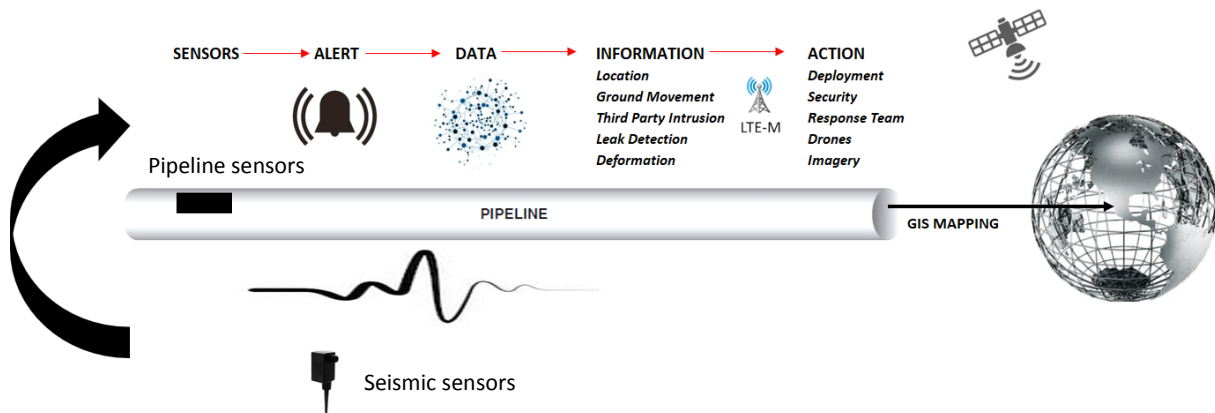 SENSORS
ALERT
DATA
INFORMATION
ACTION
Location
Ground Movement
Third Party Intrusion
Leak Detection
Deformation
LTE-M
Deployment
Security
Response Team
Drones
Imagery
Pipeline sensors
PIPELINE
GIS MAPPING
Seismic sensors